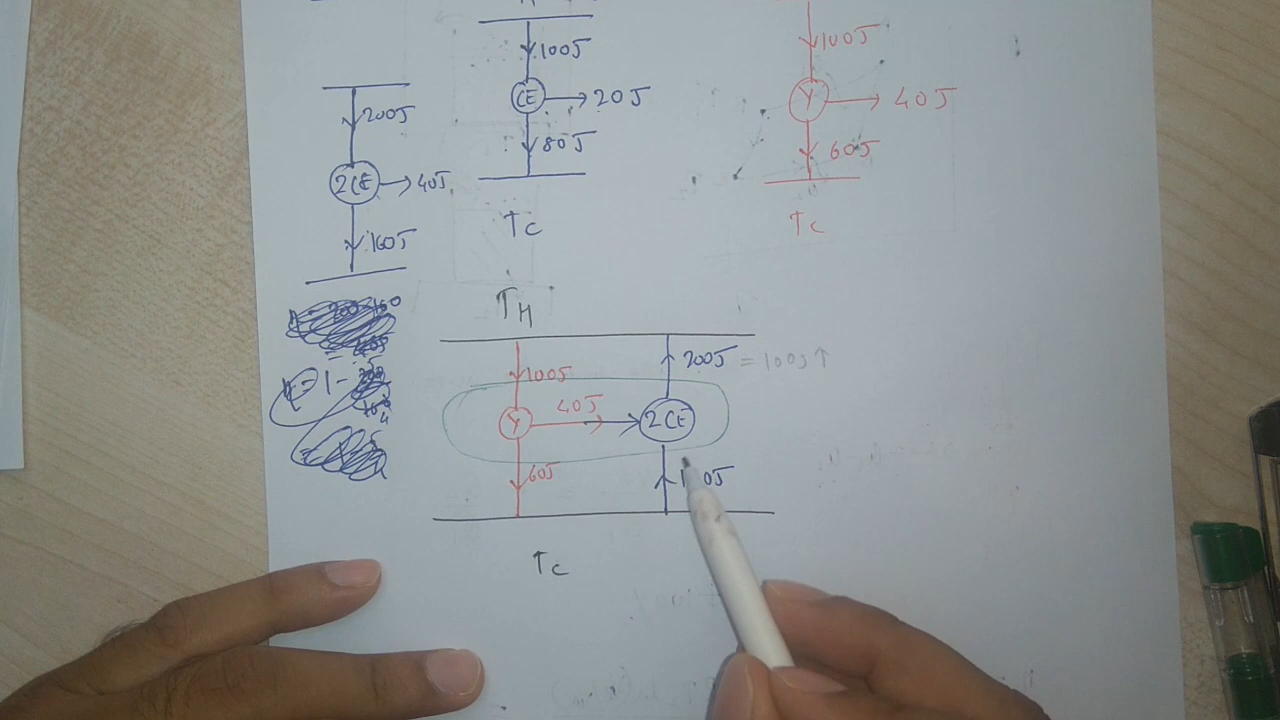 100J
CE
20J
80J
TC
200J
2CE
40J
160J
100J
Y
40J
60J
TC
TH
100J
200J = 100J↑
Y
40J
2CE
60J
TC